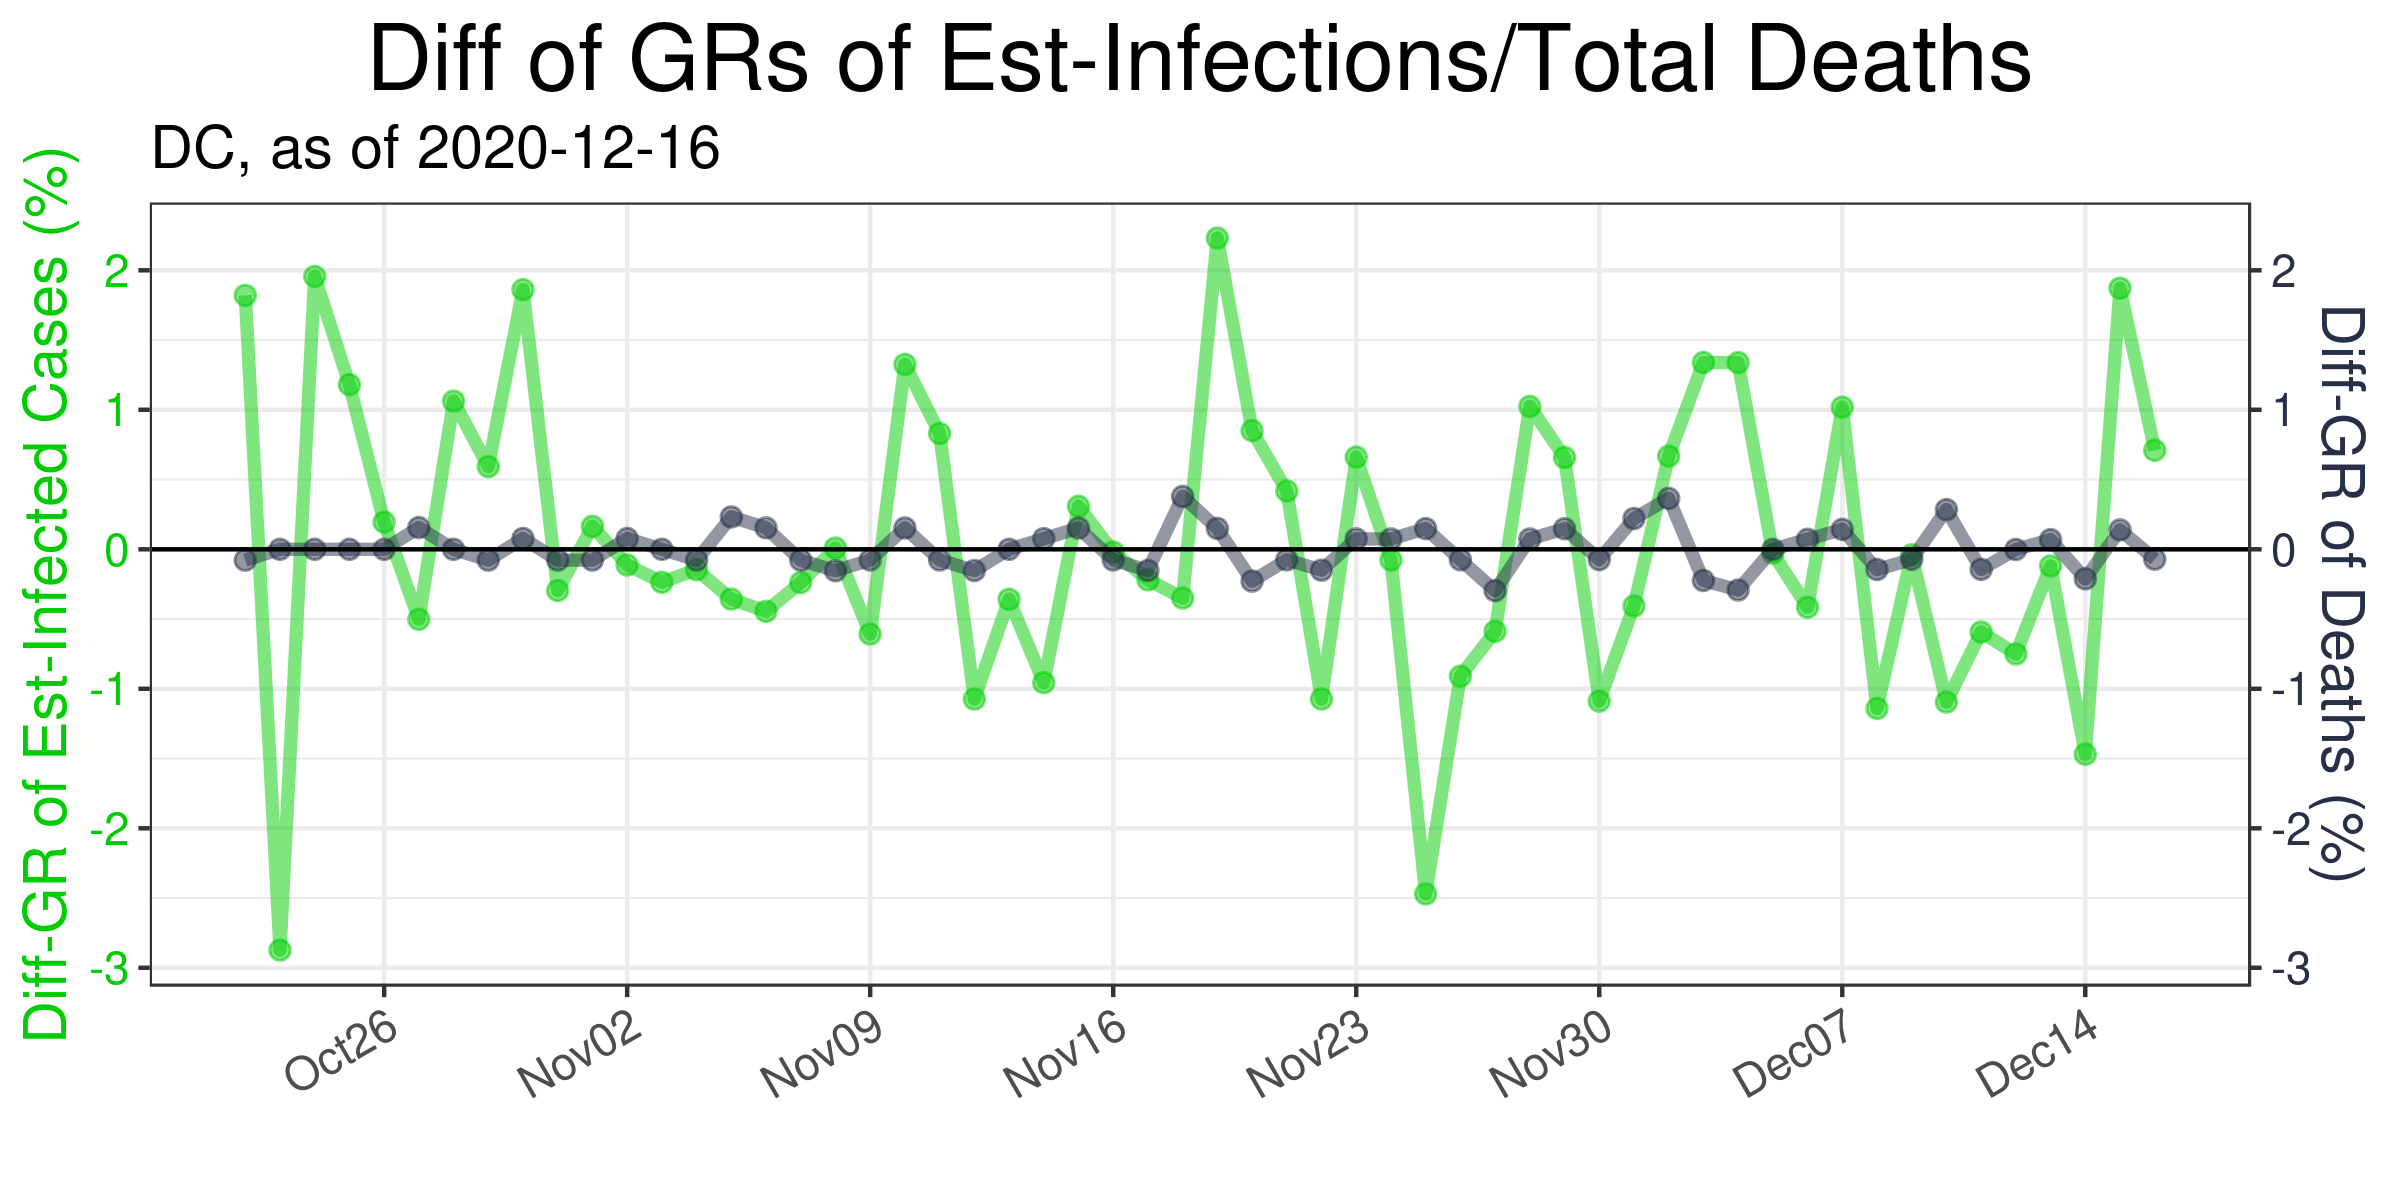 Diff of GRs of Est-Infections/Total Deaths
DC, as of 2020-12-16
Diff-GR of Est-Infected Cases (%)
2
1
0
-1
-2
-3
2
1
0
-1
-2
-3
Diff-GR of Deaths (%)
Oct26
Nov02
Nov09
Nov16
Nov23
Nov30
Dec07
Dec14